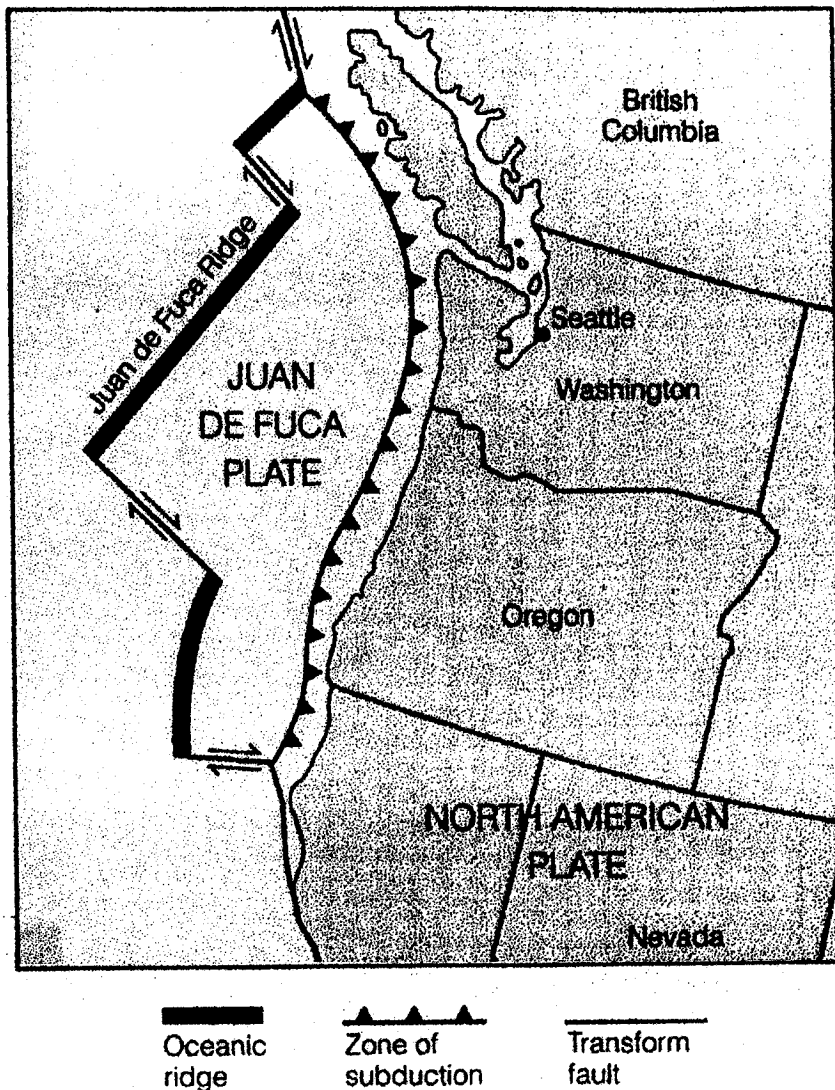 British
Columbia
Juan de Fuca Ridge
Seattle
JUAN
DE FUCA
PLATE
Washington
Oregon
NORTH AMERICAN
PLATE
Nevada
Oceanic
ridge
Zone of
subduction
Transform
fault